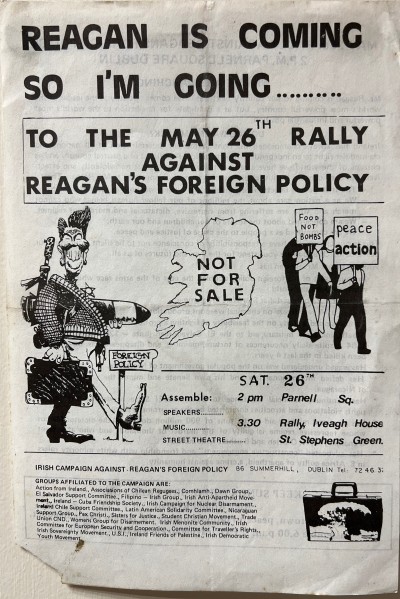 REAGAN IS COMING
SO I'M GOING.........
TO THE MAY 26TH RALLY
AGAINST
REAGAN'S FOREIGN POLICY
FOOD
NOT
BOMBS
peace
action
NOT
FOR
SALE
FOREIGN
POLICY
SAT. 26TH
Assemble: 2 pm Parnell Sq.
SPEAKERS..........
MUSIC............. 3.30 Rally, Iveagh House
STREET THEATRE........ St. Stephens Green.
IRISH CAMPAIGN AGAINST REAGAN'S FOREIGN POLICY 86 SUMMERHILL, DUBLIN Tel: 72 46 3
GROUPS AFFILIATED TO THE CAMPAIGN ARE:
Action from Ireland, Associations of Chilean Regugees, Comhlamh, Dawn Group,
El Salvador Support Committee, Filipino - Irish Group, Irish Anti-Apartheid Move-
ment, Ireland - Cuba Friendship Society, Irish Campaign for Nuclear Disarmament,
Ireland Chile Support Committee, Latin American Solidarity Committee, Nicaraguan
Support Group, Pax Christi, Sisters for Justice, Student Christian Movement, Trade
Union CND, Womens Group for Disarmement, Irish Menonite Community, Irish
Committee for European Security and Cooperation, Committee for Traveller's Rights,
Irish Sovereignty Movement, U.S.I, Ireland Friends of Palestine, Irish Democratic
Youth Movement